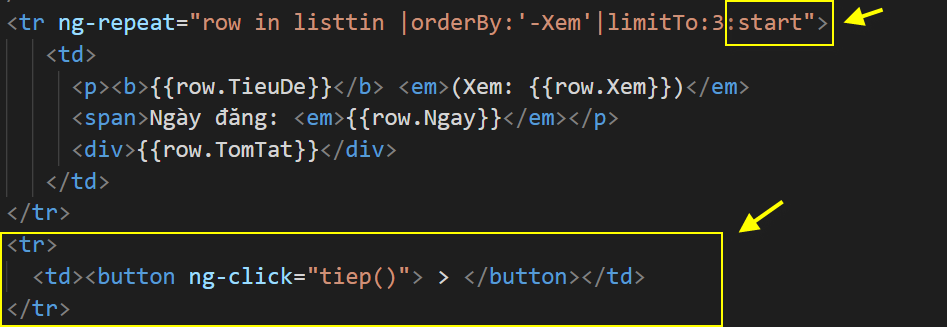 <tr ng-repeat="row in listtin |orderBy:'-Xem'|limitTo:3:start">
<td>
<p><b>{{row.TieuDe}}</b> <em>(Xem: {{row.Xem}})</em>
<span>Ngày đăng: <em>{{row.Ngay}}</em></p>
<div>{{row.TomTat}}</div>
</td>
</tr>
<tr>
<td><button ng-click="tiep()"> > </button></td>
</tr>